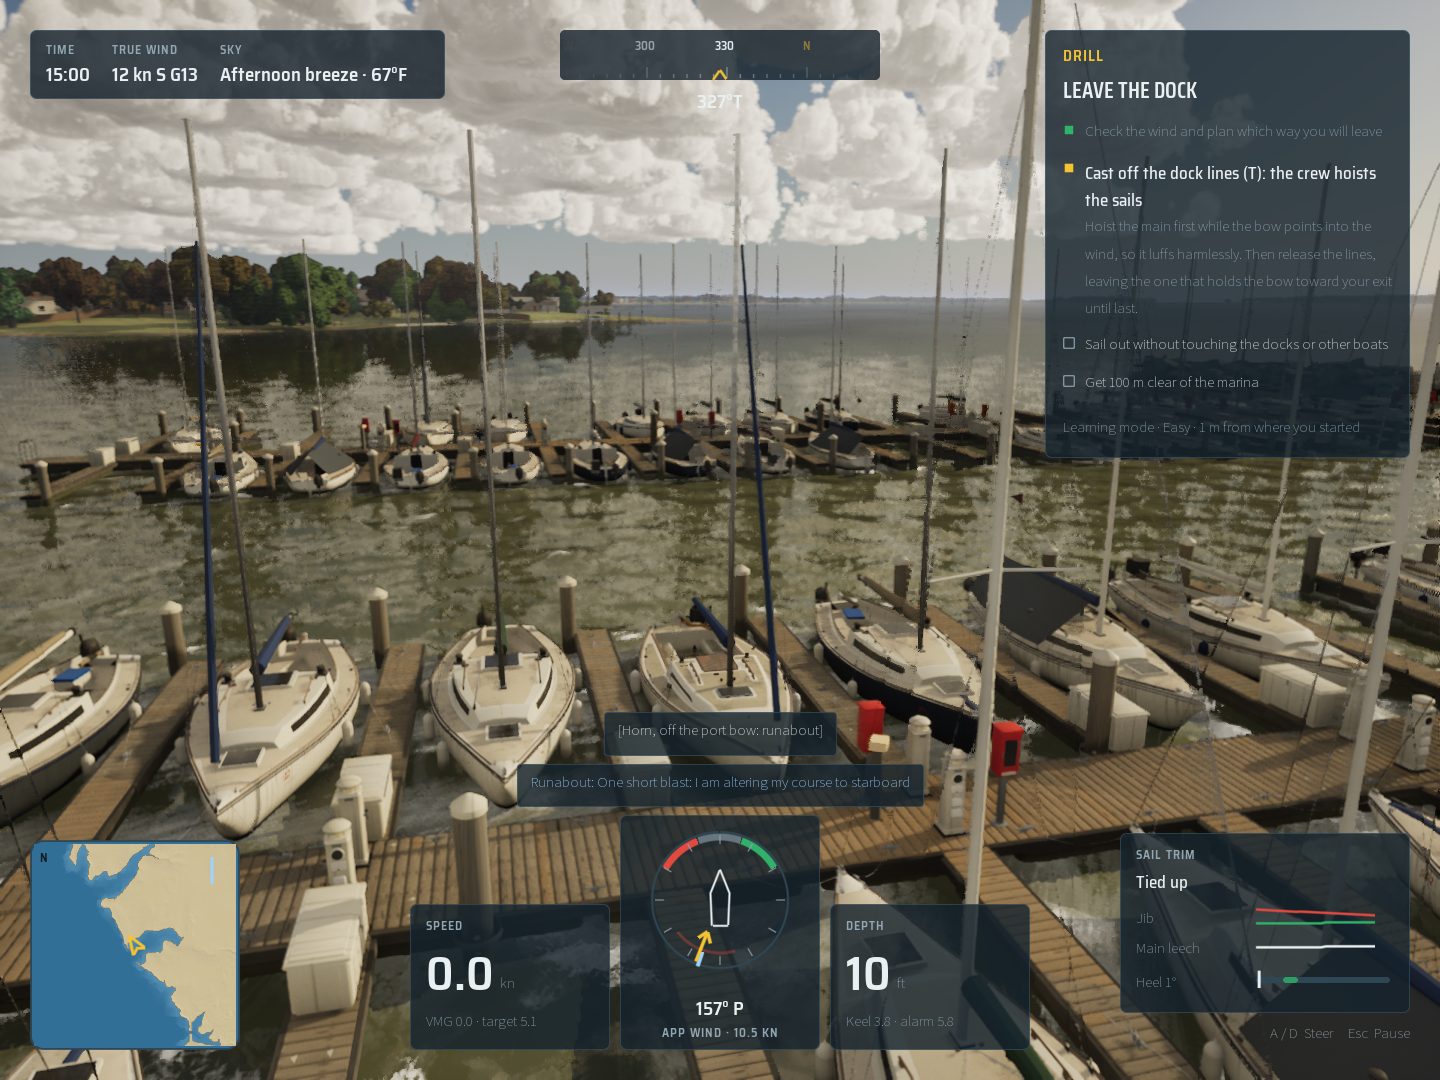 TIME TRUE WIND SKY
15:00 12 kn S G13 Afternoon breeze · 67°F
300 330 N
327°T
DRILL
LEAVE THE DOCK
Check the wind and plan which way you will leave
Cast off the dock lines (T): the crew hoists
the sails
Hoist the main first while the bow points into the
wind, so it luffs harmlessly. Then release the lines,
leaving the one that holds the bow toward your exit
until last.
Sail out without touching the docks or other boats
Get 100 m clear of the marina
Learning mode · Easy · 1 m from where you started
[Horn, off the port bow: runabout]
Runabout: One short blast: I am altering my course to starboard
N
SPEED
0.0 kn
VMG 0.0 · target 5.1
157° P
APP WIND · 10.5 KN
DEPTH
10 ft
Keel 3.8 · alarm 5.8
SAIL TRIM
Tied up
Jib
Main leech
Heel 1°
A / D Steer Esc Pause